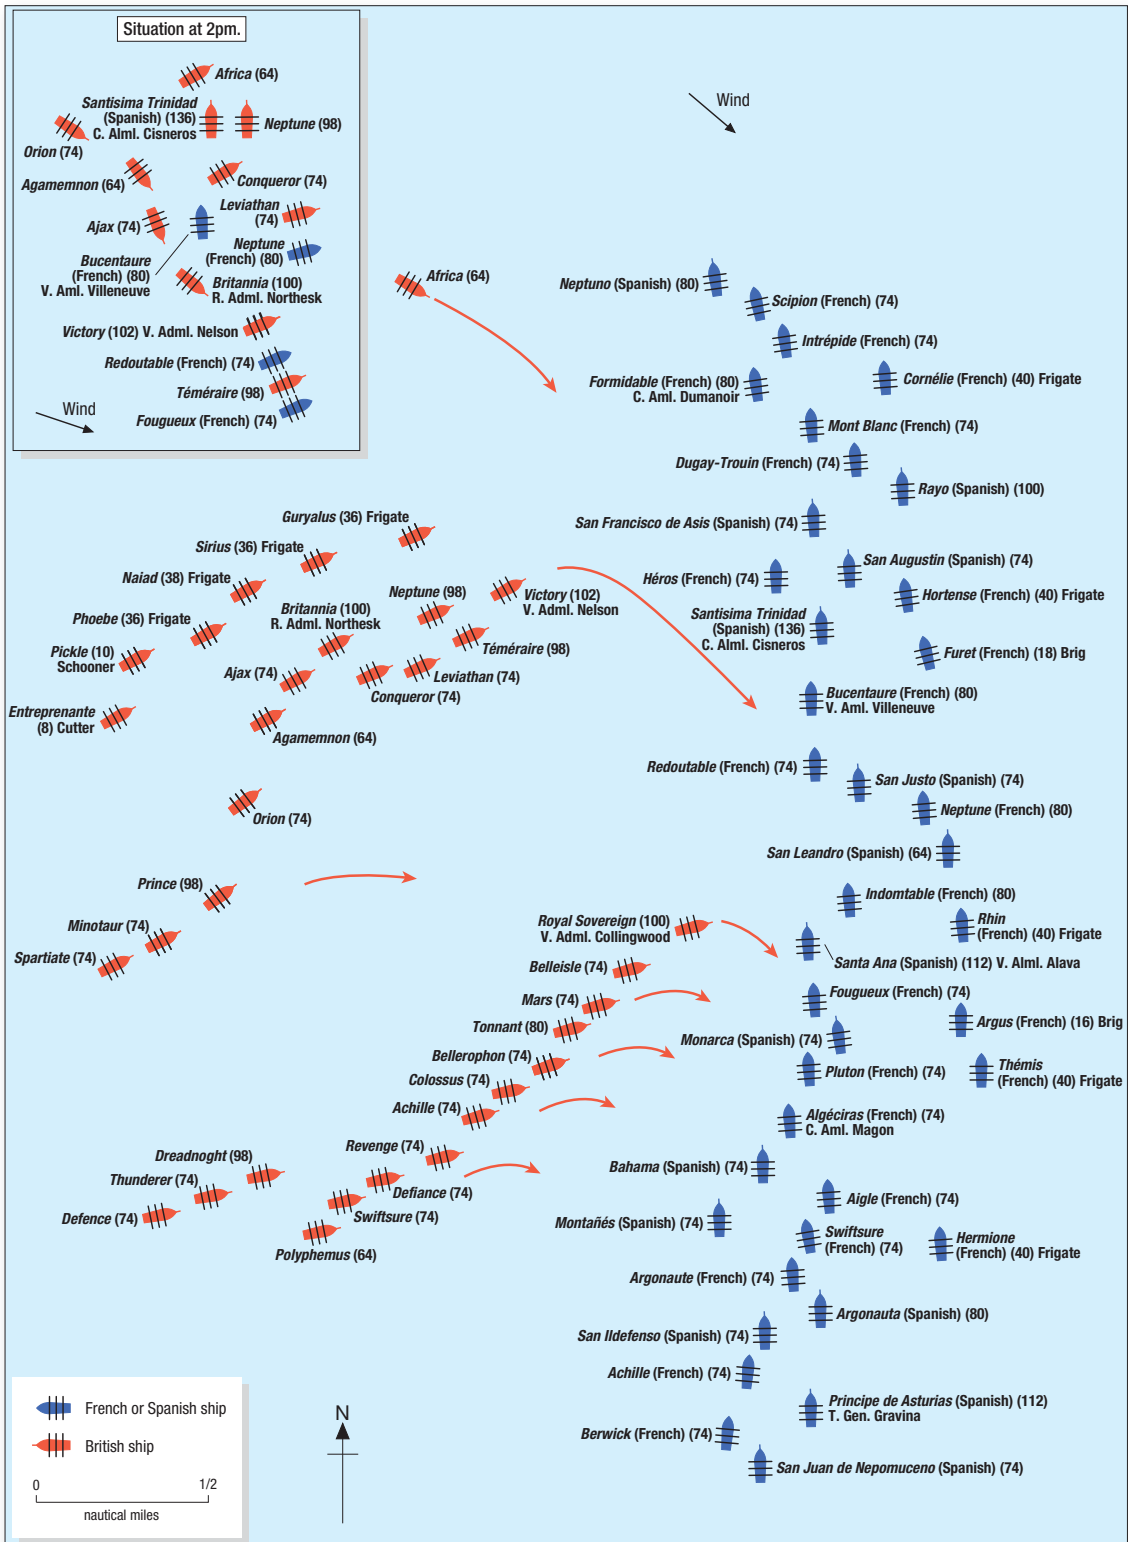 Situation at 2pm.
Africa (64)
Santisima Trinidad
(Spanish) (136)
C. Alml. Cisneros
Neptune (98)
Orion (74)
Agamemnon (64)
Conqueror (74)
Leviathan
(74)
Ajax (74)
Neptune
(French) (80)
Bucentaure
(French) (80)
V. Aml. Villeneuve
Britannia (100)
R. Adml. Northesk
Victory (102) V. Adml. Nelson
Redoutable (French) (74)
Téméraire (98)
Wind
Fougueux (French) (74)
Wind
Africa (64)
Neptuno (Spanish) (80)
Scipion (French) (74)
Intrépide (French) (74)
Formidable (French) (80)
C. Aml. Dumanoir
Cornélie (French) (40) Frigate
Mont Blanc (French) (74)
Dugay-Trouin (French) (74)
Rayo (Spanish) (100)
San Francisco de Asis (Spanish) (74)
San Augustin (Spanish) (74)
Héros (French) (74)
Hortense (French) (40) Frigate
Santisima Trinidad
(Spanish) (136)
C. Alml. Cisneros
Furet (French) (18) Brig
Bucentaure (French) (80)
V. Aml. Villeneuve
Redoutable (French) (74)
San Justo (Spanish) (74)
Neptune (French) (80)
San Leandro (Spanish) (64)
Indomtable (French) (80)
Rhin
(French) (40) Frigate
Santa Ana (Spanish) (112) V. Alml. Alava
Fougueux (French) (74)
Argus (French) (16) Brig
Monarca (Spanish) (74)
Pluton (French) (74)
Thémis
(French) (40) Frigate
Algéciras (French) (74)
C. Aml. Magon
Bahama (Spanish) (74)
Aigle (French) (74)
Montañés (Spanish) (74)
Swiftsure
(French) (74)
Hermione
(French) (40) Frigate
Argonaute (French) (74)
Argonauta (Spanish) (80)
San Ildefenso (Spanish) (74)
Achille (French) (74)
Principe de Asturias (Spanish) (112)
T. Gen. Gravina
Berwick (French) (74)
San Juan de Nepomuceno (Spanish) (74)
Guryalus (36) Frigate
Sirius (36) Frigate
Naiad (38) Frigate
Phoebe (36) Frigate
Pickle (10)
Schooner
Entreprenante
(8) Cutter
Neptune (98)
Victory (102)
V. Adml. Nelson
Britannia (100)
R. Adml. Northesk
Téméraire (98)
Ajax (74)
Leviathan (74)
Conqueror (74)
Agamemnon (64)
Orion (74)
Prince (98)
Minotaur (74)
Spartiate (74)
Royal Sovereign (100)
V. Adml. Collingwood
Belleisle (74)
Mars (74)
Tonnant (80)
Bellerophon (74)
Colossus (74)
Achille (74)
Revenge (74)
Dreadnoght (98)
Thunderer (74)
Defiance (74)
Defence (74)
Swiftsure (74)
Polyphemus (64)
French or Spanish ship
British ship
0 1/2
nautical miles
N